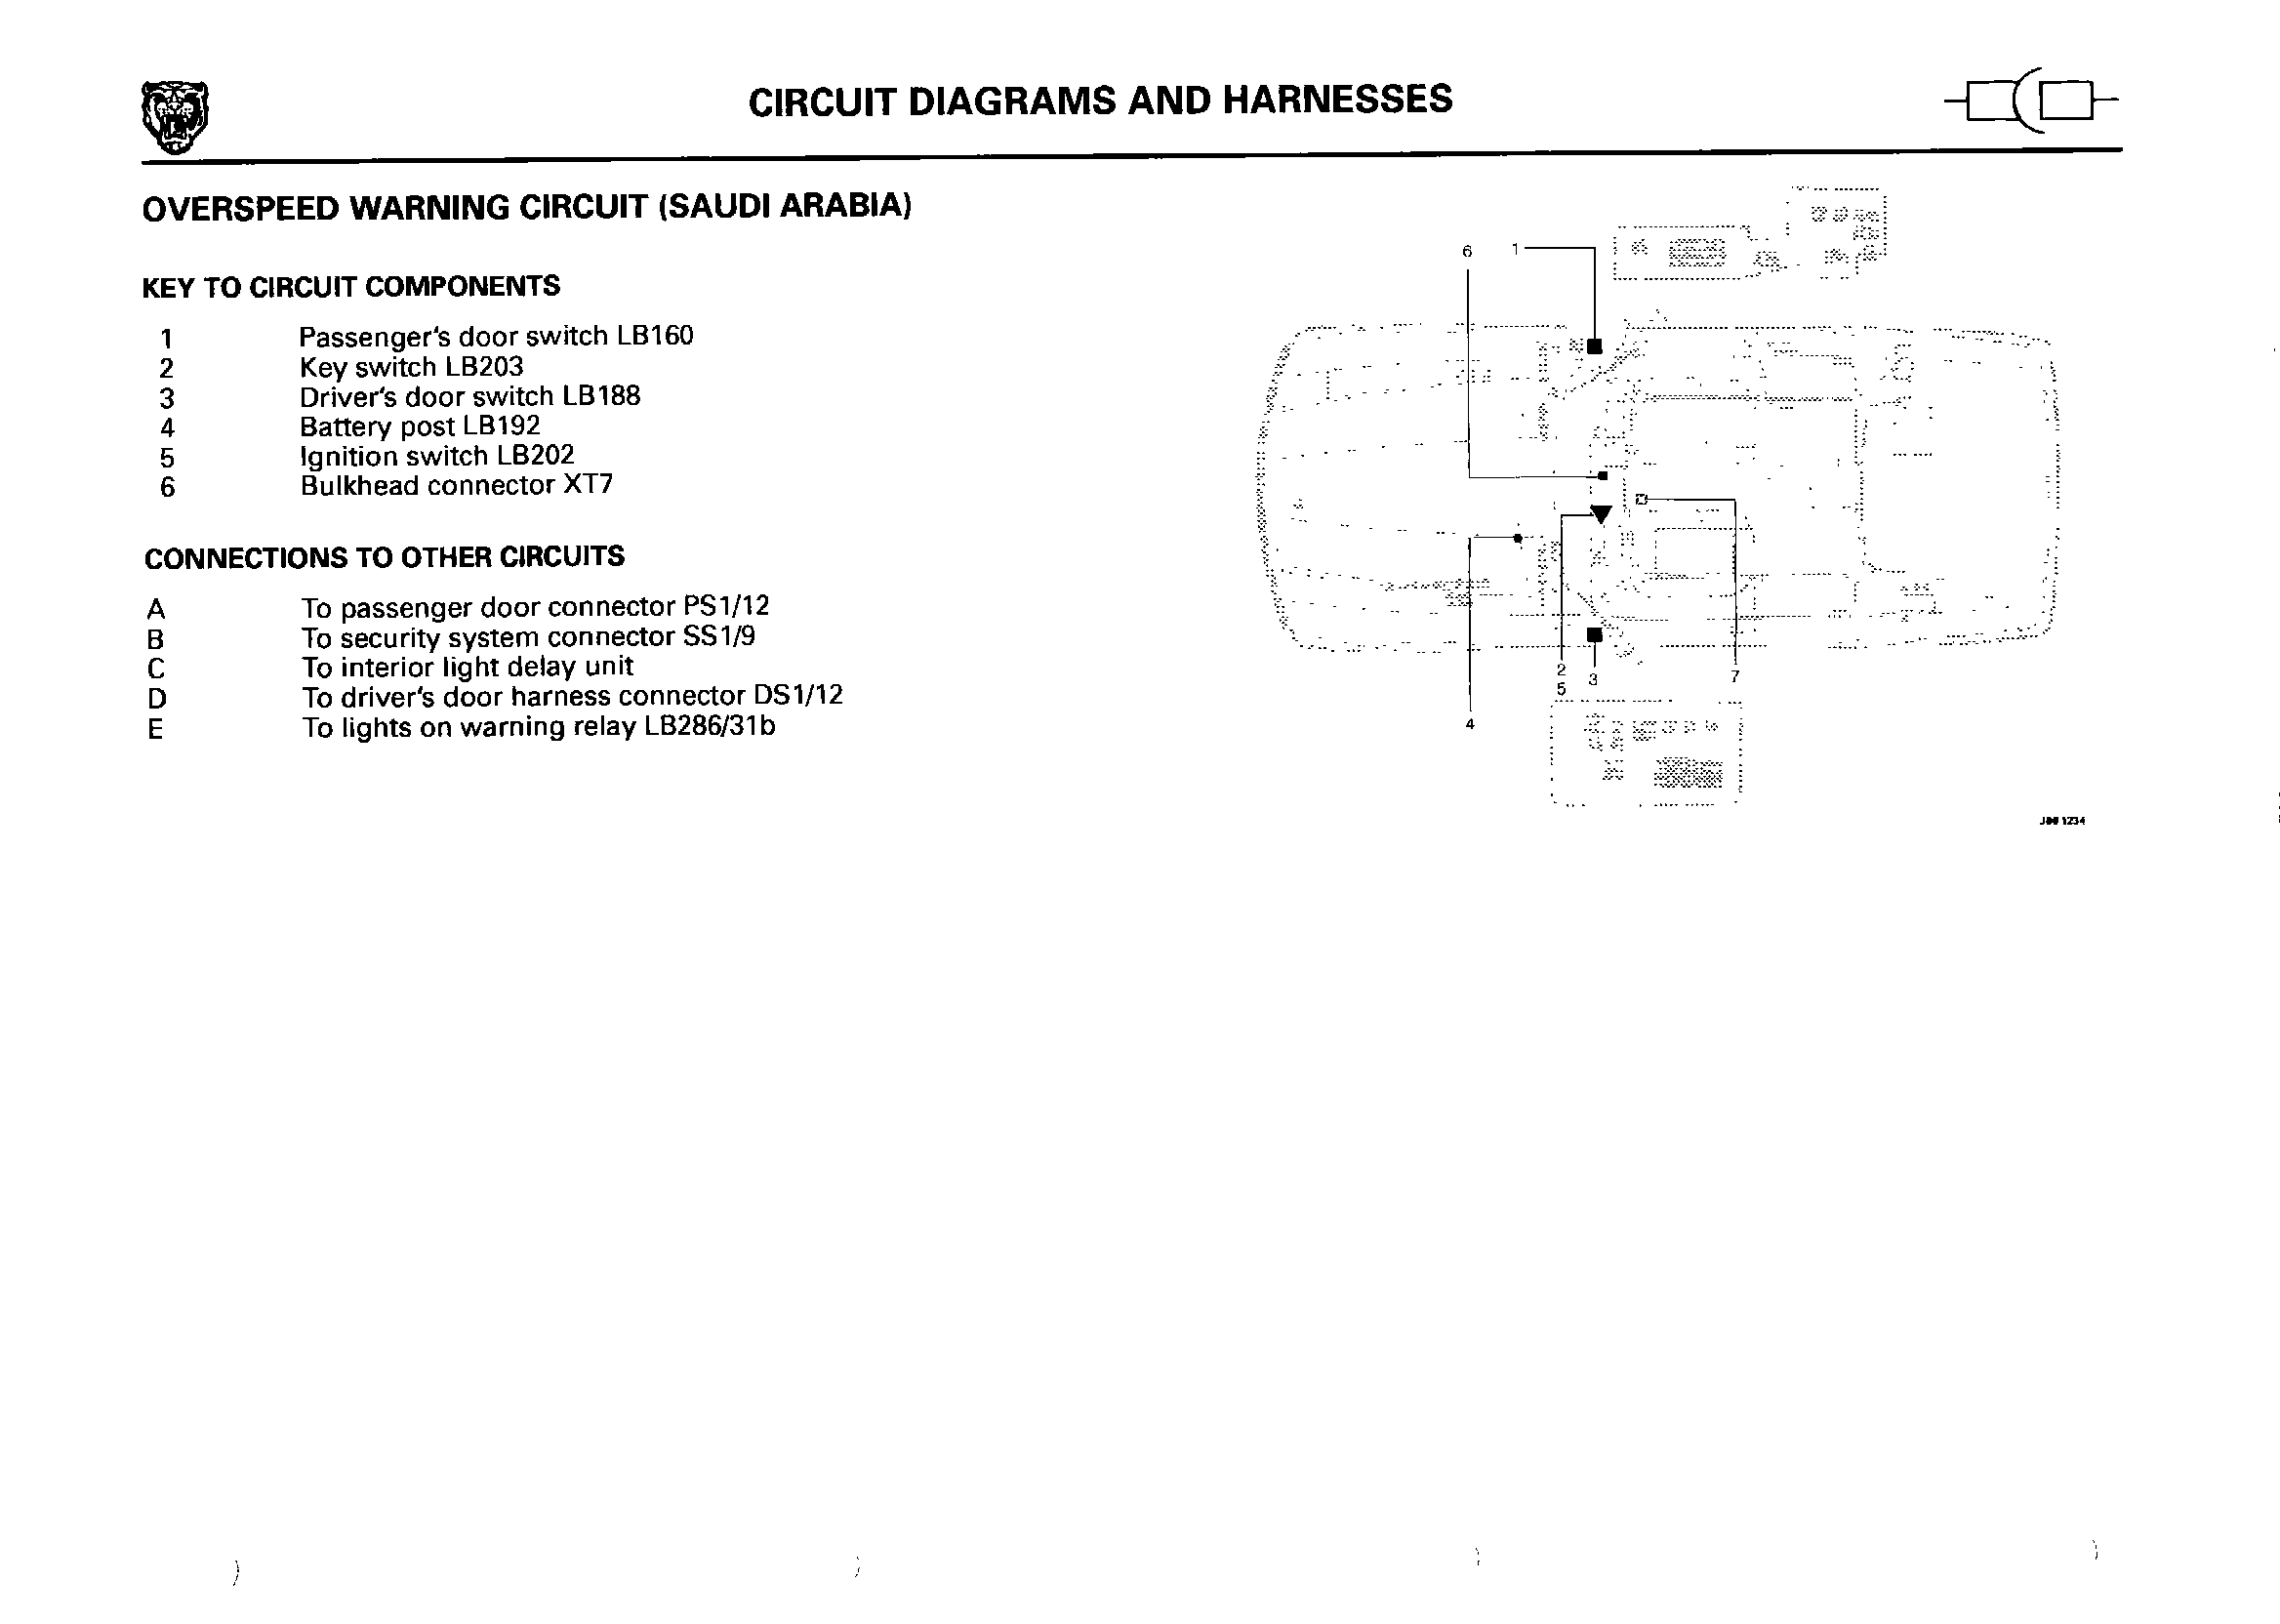 CIRCUIT DIAGRAMS AND HARNESSES
OVERSPEED WARNING CIRCUIT (SAUDI ARABIA)
KEY TO CIRCUIT COMPONENTS
1 Passenger's door switch LB160
2 Key switch LB203
3 Driver's door switch LB188
4 Battery post LB192
5 Ignition switch LB202
6 Bulkhead connector XT7
CONNECTIONS TO OTHER CIRCUITS
A To passenger door connector PS1/12
B To security system connector SS1/9
C To interior light delay unit
D To driver's door harness connector DS1/12
E To lights on warning relay LB286/31b
6 1
2
5
3
7
4
1234